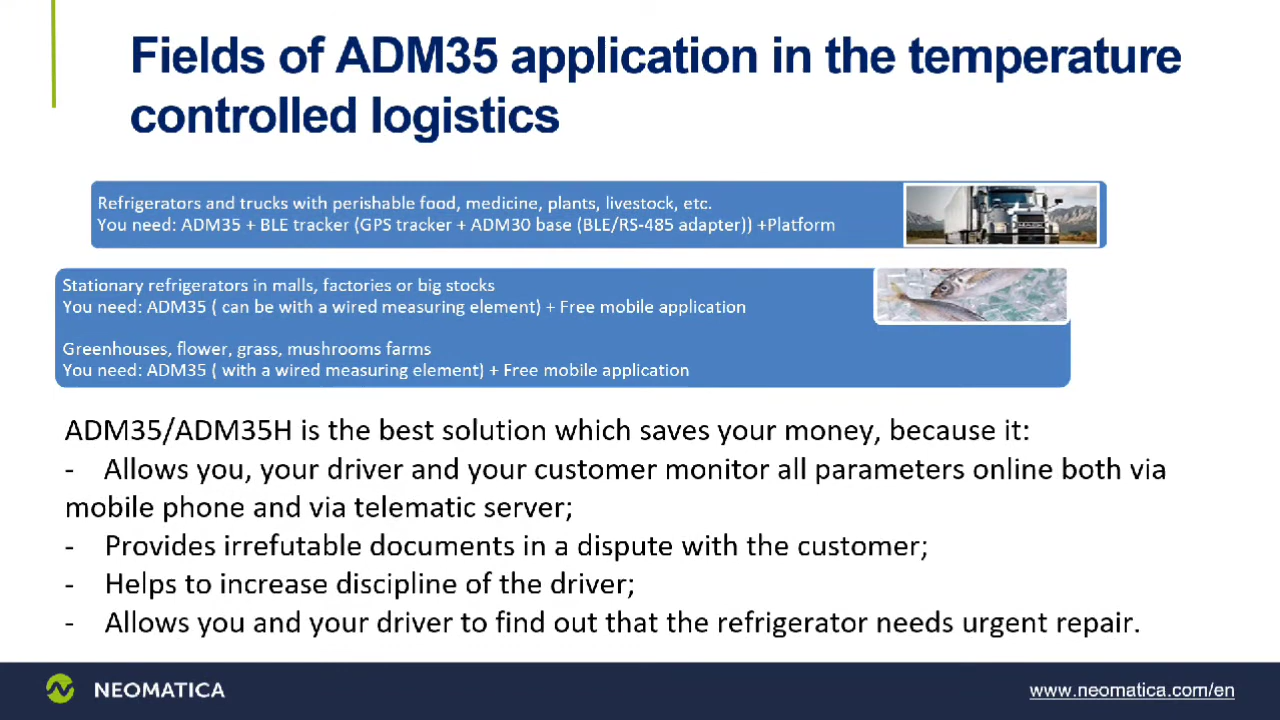 Fields of ADM35 application in the temperature
controlled logistics
Refrigerators and trucks with perishable food, medicine, plants, livestock, etc.
You need: ADM35 + BLE tracker (GPS tracker + ADM30 base (BLE/RS-485 adapter)) +Platform
Stationary refrigerators in malls, factories or big stocks
You need: ADM35 ( can be with a wired measuring element) + Free mobile application
Greenhouses, flower, grass, mushrooms farms
You need: ADM35 ( with a wired measuring element) + Free mobile application
ADM35/ADM35H is the best solution which saves your money, because it:
- Allows you, your driver and your customer monitor all parameters online both via
mobile phone and via telematic server;
- Provides irrefutable documents in a dispute with the customer;
- Helps to increase discipline of the driver;
- Allows you and your driver to find out that the refrigerator needs urgent repair.
NEOMATICA
www.neomatica.com/en